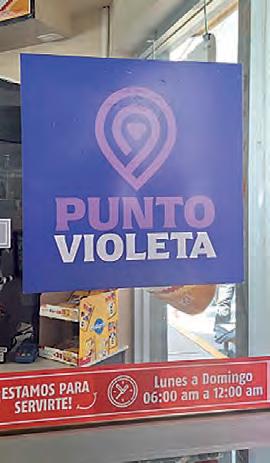 PUNTO
VIOLETA
ESTAMOS PARA
SERVIRTE!
Lunes a Domingo
06:00 am a 12:00 am